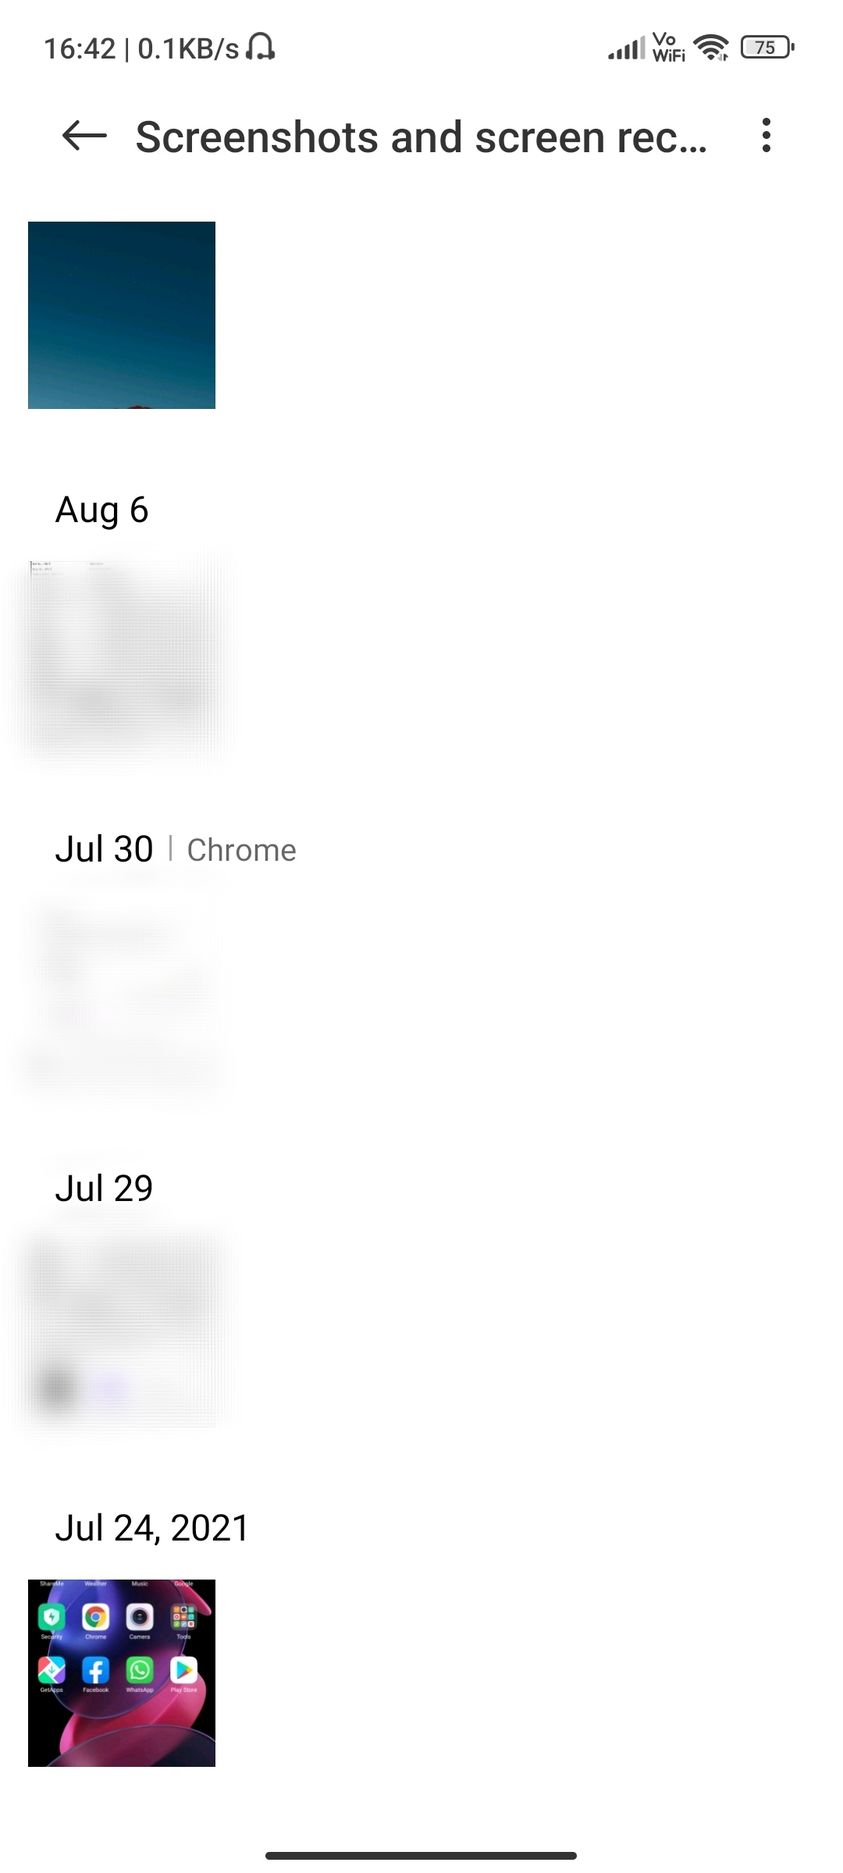 16:42 | 0.1KB/s
Vo
WiFi
75
Screenshots and screen rec...
Aug 6
Jul 30 | Chrome
Jul 29
Jul 24, 2021
ShareMe Weather Music Google
Security Chrome Camera Tools
GetApps Facebook WhatsApp Play Store